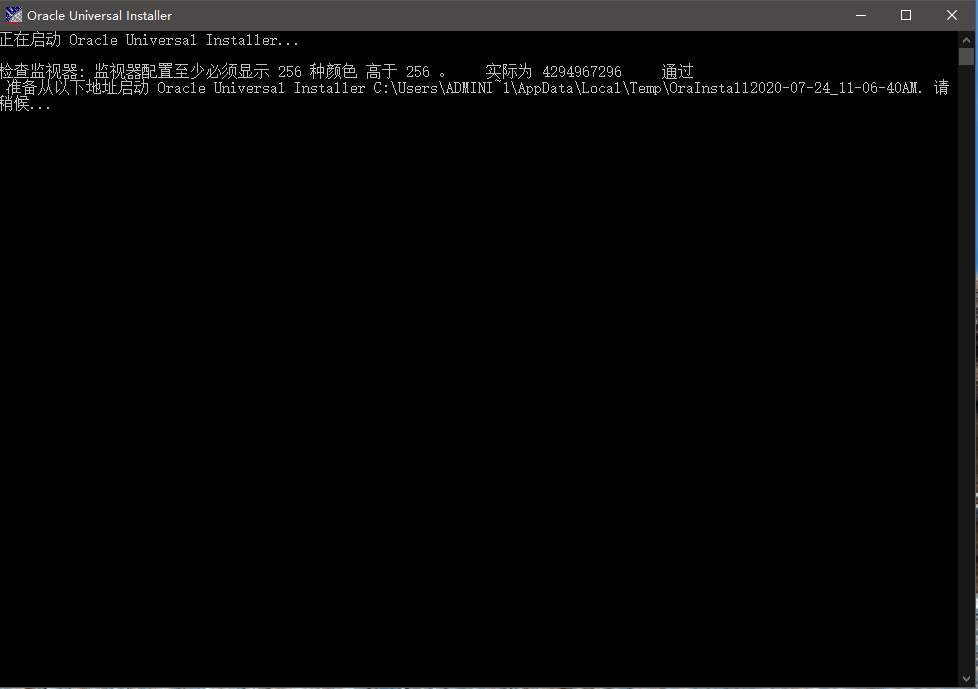 Oracle Universal Installer
正在启动 Oracle Universal Installer...
检查监视器: 监视器配置至少必须显示 256 种颜色 高于 256 。    实际为 4294967296    通过
准备从以下地址启动 Oracle Universal Installer C:\Users\ADMINI~1\AppData\Local\Temp\OraInstall2020-07-24_11-06-40AM. 请
稍候...